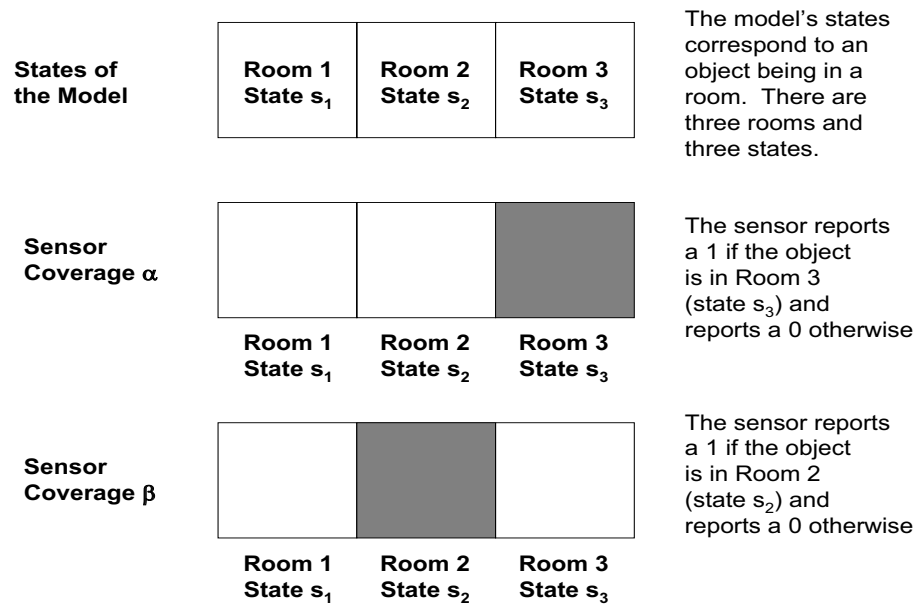 States of
the Model
Room 1
State s₁
Room 2
State s₂
Room 3
State s₃
The model's states
correspond to an
object being in a
room. There are
three rooms and
three states.
Sensor
Coverage α
Room 1
State s₁
Room 2
State s₂
Room 3
State s₃
The sensor reports
a 1 if the object
is in Room 3
(state s₃) and
reports a 0 otherwise
Sensor
Coverage β
Room 1
State s₁
Room 2
State s₂
Room 3
State s₃
The sensor reports
a 1 if the object
is in Room 2
(state s₂) and
reports a 0 otherwise